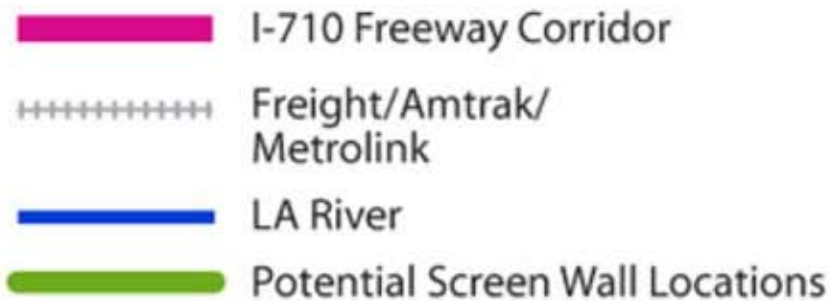 I-710 Freeway Corridor
Freight/Amtrak/
Metrolink
LA River
Potential Screen Wall Locations